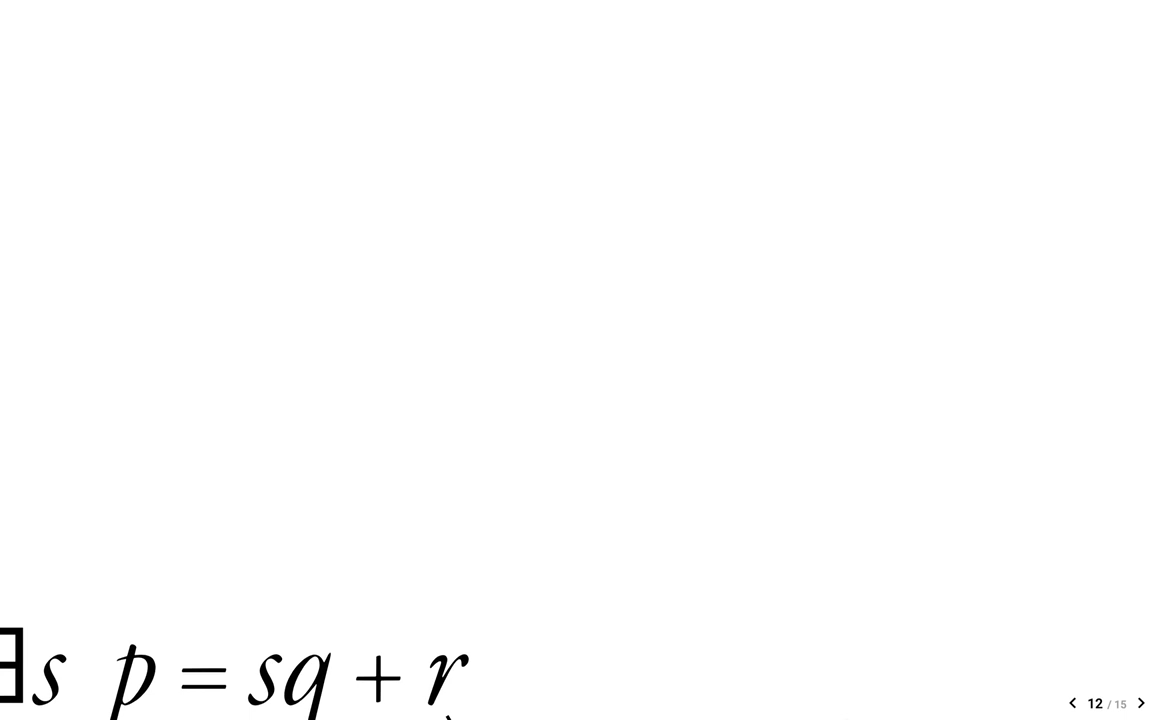 ∃s p = sq + r
12 / 15